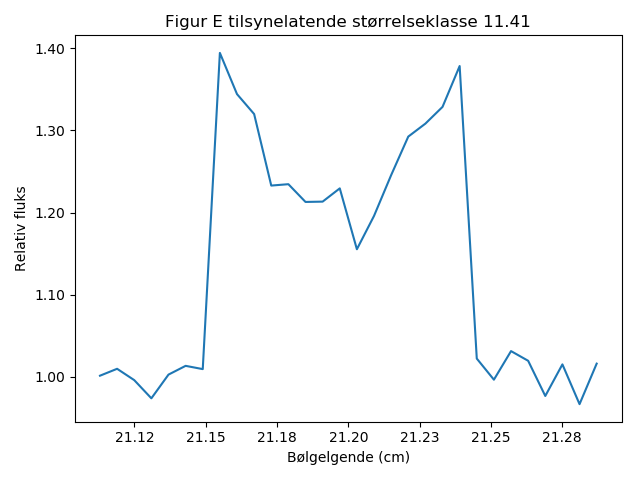 Figur E tilsynelatende størrelseklasse 11.41
Relativ fluks
1.40
1.30
1.20
1.10
1.00
21.12 21.15 21.18 21.20 21.23 21.25 21.28
Bølgelgende (cm)